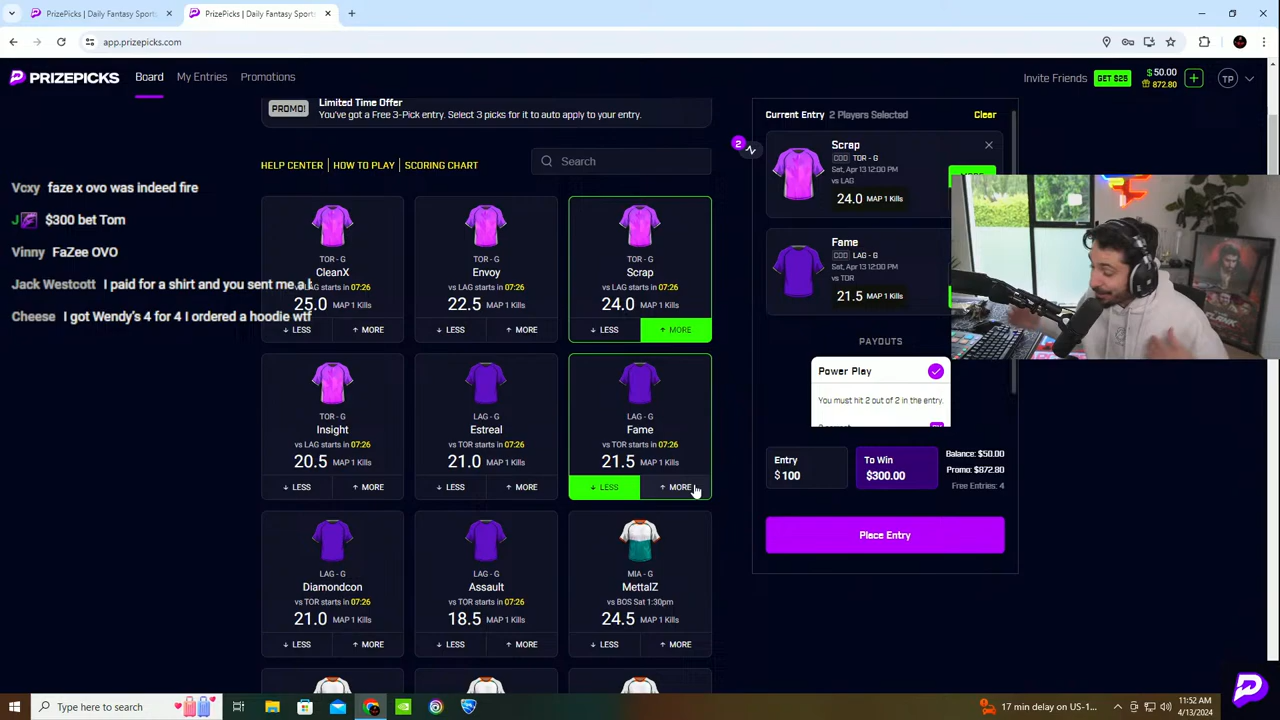 PrizePicks | Daily Fantasy Sport
PrizePicks | Daily Fantasy Sport
app.prizepicks.com
PRIZEPICKS
Board
My Entries
Promotions
Invite Friends
GET $25
$50.00
872.80
TP
PROMO!
Limited Time Offer
You've got a Free 3-Pick entry. Select 3 picks for it to auto apply to your entry.
HELP CENTER | HOW TO PLAY | SCORING CHART
Search
Vcxy faze x ovo was indeed fire
J $300 bet Tom
Vinny FaZee OVO
Jack Westcott I paid for a shirt and you sent me
Cheese I got Wendy's 4 for 4 I ordered a hoodie wtf
TOR - G
CleanX
vs LAG starts in 07:26
25.0 MAP 1 Kills
↓ LESS ↑ MORE
TOR - G
Envoy
vs LAG starts in 07:26
22.5 MAP 1 Kills
↓ LESS ↑ MORE
TOR - G
Scrap
vs LAG starts in 07:26
24.0 MAP 1 Kills
↓ LESS ↑ MORE
TOR - G
Insight
vs LAG starts in 07:26
20.5 MAP 1 Kills
↓ LESS ↑ MORE
LAG - G
Estreal
vs TOR starts in 07:26
21.0 MAP 1 Kills
↓ LESS ↑ MORE
LAG - G
Fame
vs TOR starts in 07:26
21.5 MAP 1 Kills
↓ LESS ↑ MORE
LAG - G
Diamondcon
vs TOR starts in 07:26
21.0 MAP 1 Kills
↓ LESS ↑ MORE
LAG - G
Assault
vs TOR starts in 07:26
18.5 MAP 1 Kills
↓ LESS ↑ MORE
MIA - G
MettalZ
vs BOS Sat 1:30pm
24.5 MAP 1 Kills
↓ LESS ↑ MORE
Current Entry 2 Players Selected
Clear
2
Scrap
COD TOR - G
Sat, Apr 13 12:00 PM
vs LAG
24.0 MAP 1 Kills
Fame
COD LAG - G
Sat, Apr 13 12:00 PM
vs TOR
21.5 MAP 1 Kills
PAYOUTS
Power Play
You must hit 2 out of 2 in the entry.
Entry
$ 100
To Win
$300.00
Balance: $50.00
Promo: $872.80
Free Entries: 4
Place Entry
Type here to search
17 min delay on US-1...
11:52 AM
4/13/2024